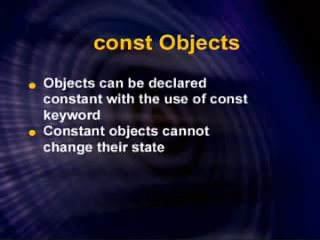 const Objects
Objects can be declared
constant with the use of const
keyword
Constant objects cannot
change their state